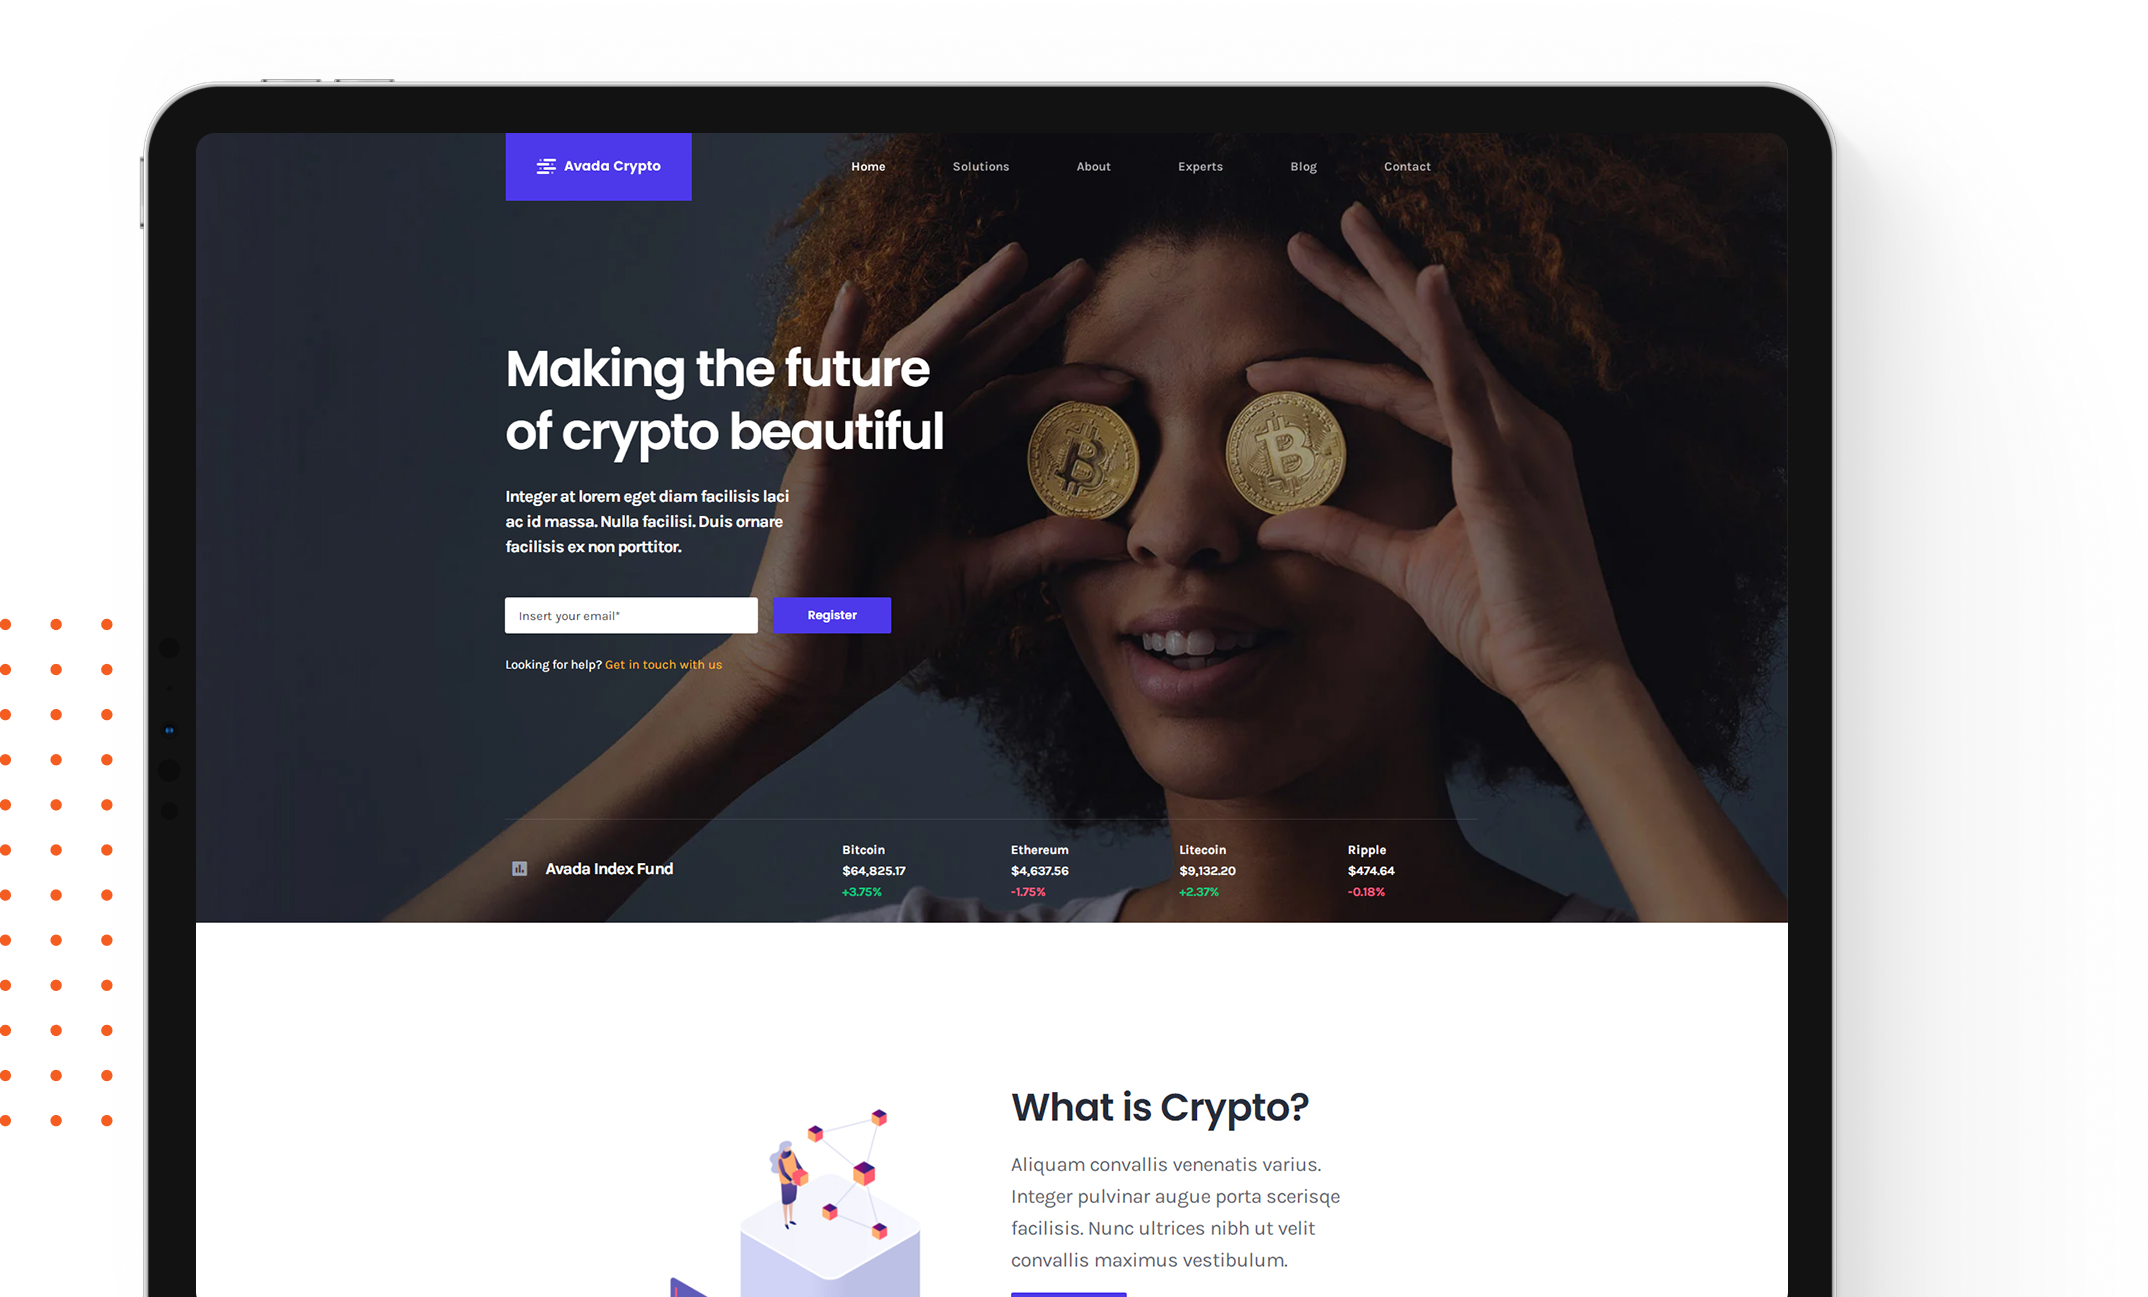 Avada Crypto
Home
Solutions
About
Experts
Blog
Contact
Making the future
of crypto beautiful
Integer at lorem eget diam facilisis laci
ac id massa. Nulla facilisi. Duis ornare
facilisis ex non porttitor.
Insert your email*
Register
Looking for help? Get in touch with us
Avada Index Fund
Bitcoin
$64,825.17
+3.75%
Ethereum
$4,637.56
-1.75%
Litecoin
$9,132.20
+2.37%
Ripple
$474.64
-0.18%
What is Crypto?
Aliquam convallis venenatis varius.
Integer pulvinar augue porta scerisqe
facilisis. Nunc ultrices nibh ut velit
convallis maximus vestibulum.